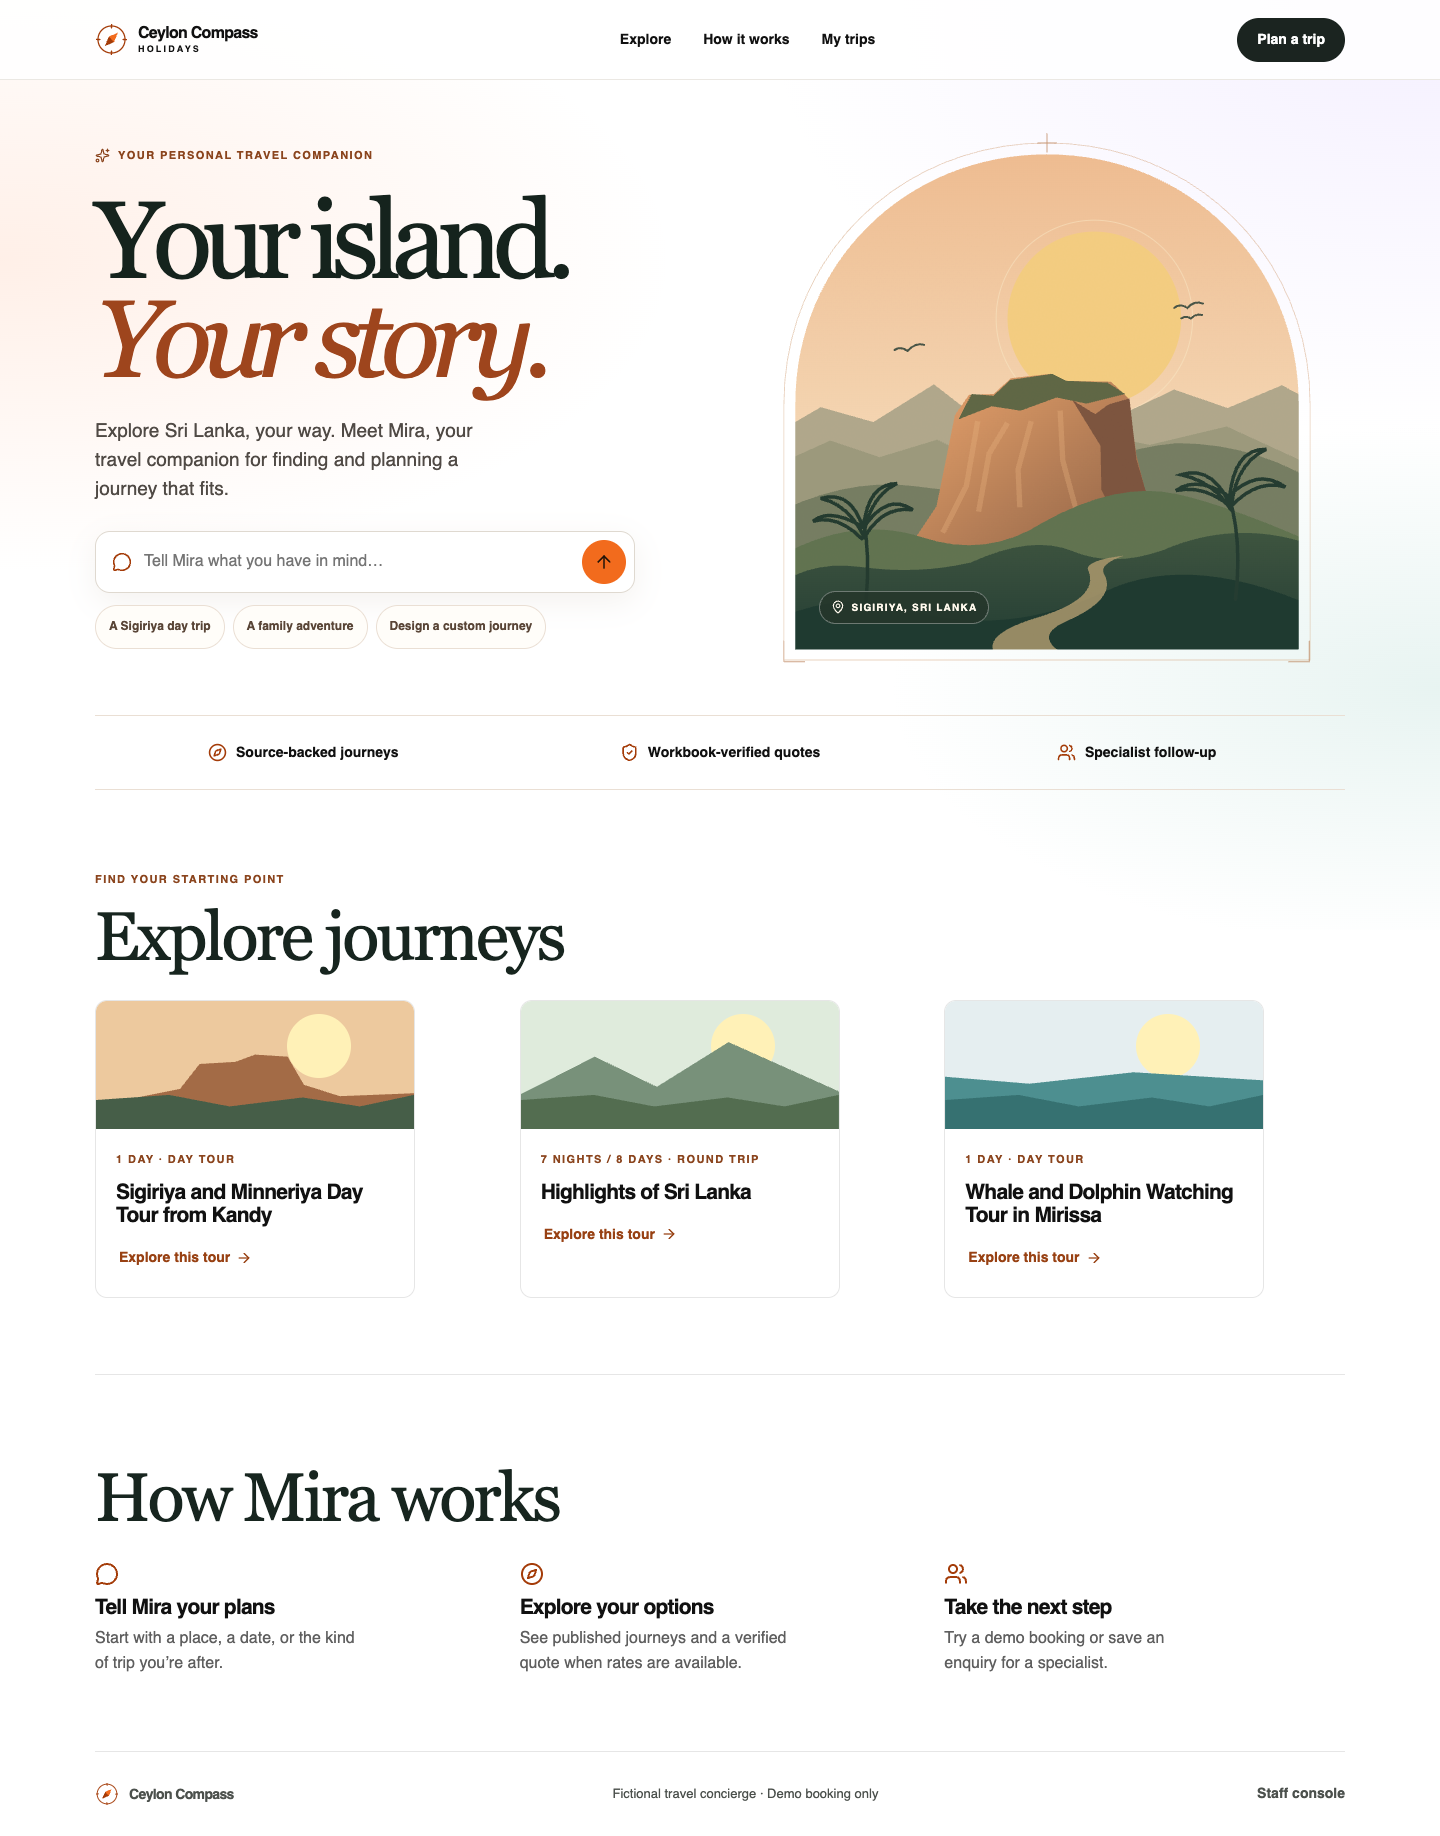 Ceylon Compass
HOLIDAYS
Explore
How it works
My trips
Plan a trip
YOUR PERSONAL TRAVEL COMPANION
Your island.
Your story.
Explore Sri Lanka, your way. Meet Mira, your
travel companion for finding and planning a
journey that fits.
Tell Mira what you have in mind…
A Sigiriya day trip
A family adventure
Design a custom journey
SIGIRIYA, SRI LANKA
Source-backed journeys
Workbook-verified quotes
Specialist follow-up
FIND YOUR STARTING POINT
Explore journeys
1 DAY · DAY TOUR
Sigiriya and Minneriya Day
Tour from Kandy
Explore this tour
7 NIGHTS / 8 DAYS · ROUND TRIP
Highlights of Sri Lanka
Explore this tour
1 DAY · DAY TOUR
Whale and Dolphin Watching
Tour in Mirissa
Explore this tour
How Mira works
Tell Mira your plans
Start with a place, a date, or the kind
of trip you’re after.
Explore your options
See published journeys and a verified
quote when rates are available.
Take the next step
Try a demo booking or save an
enquiry for a specialist.
Ceylon Compass
Fictional travel concierge · Demo booking only
Staff console